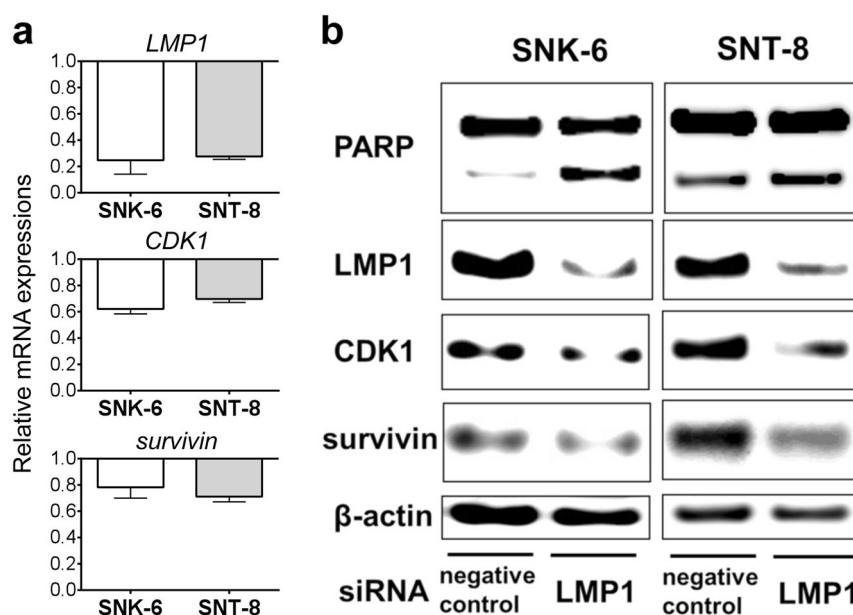 a
LMP1
1.0
0.8
0.6
0.4
0.2
0.0
SNK-6 SNT-8
CDK1
1.0
0.8
0.6
0.4
0.2
0.0
SNK-6 SNT-8
survivin
1.0
0.8
0.6
0.4
0.2
0.0
SNK-6 SNT-8
Relative mRNA expressions
b
SNK-6 SNT-8
PARP
LMP1
CDK1
survivin
β-actin
siRNA negative control LMP1 negative control LMP1